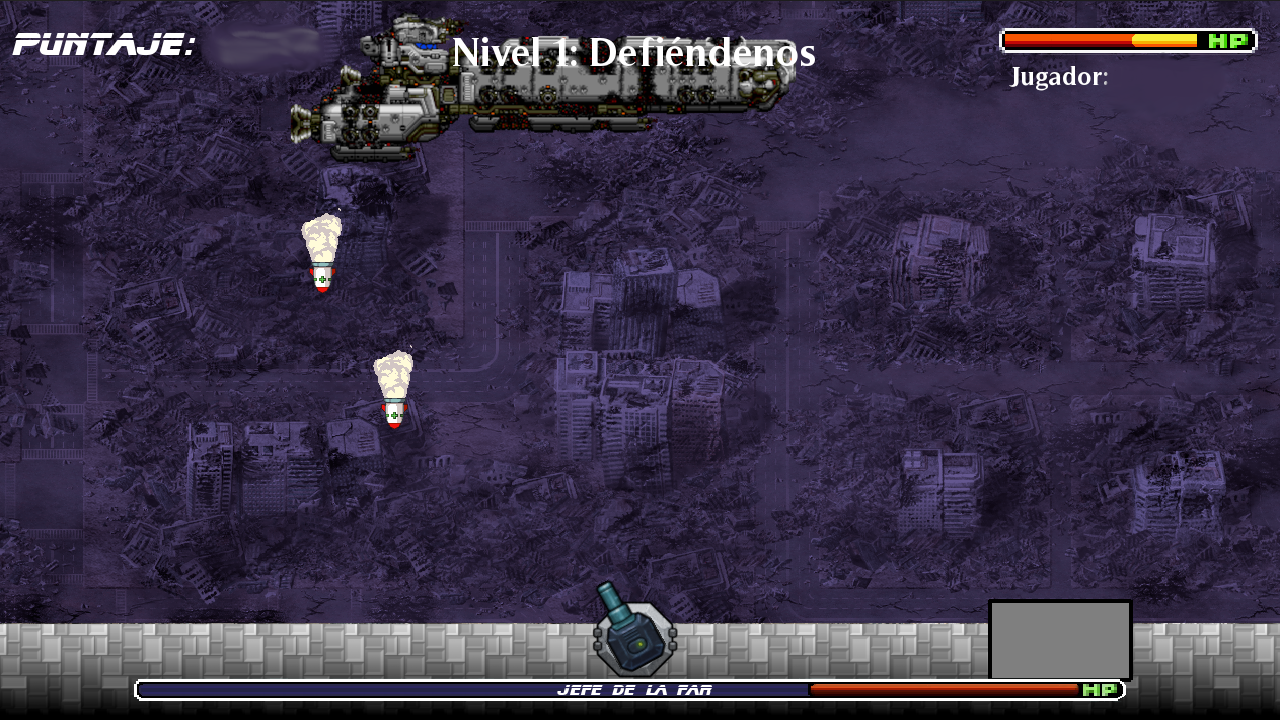 PUNTAJE:
Nivel 1: Defiéndenos
HP
Jugador:
JEFE DE LA FAR
HP